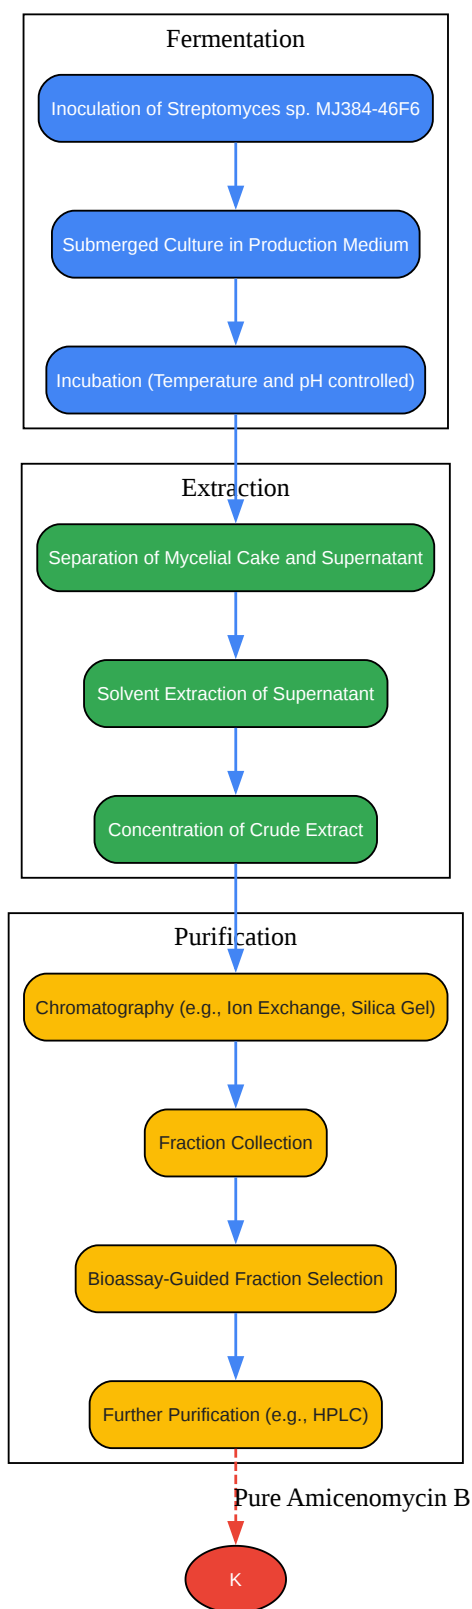 Fermentation
Inoculation of Streptomyces sp. MJ384-46F6
Submerged Culture in Production Medium
Incubation (Temperature and pH controlled)
Extraction
Separation of Mycelial Cake and Supernatant
Solvent Extraction of Supernatant
Concentration of Crude Extract
Purification
Chromatography (e.g., Ion Exchange, Silica Gel)
Fraction Collection
Bioassay-Guided Fraction Selection
Further Purification (e.g., HPLC)
Pure Amicenomycin B
K